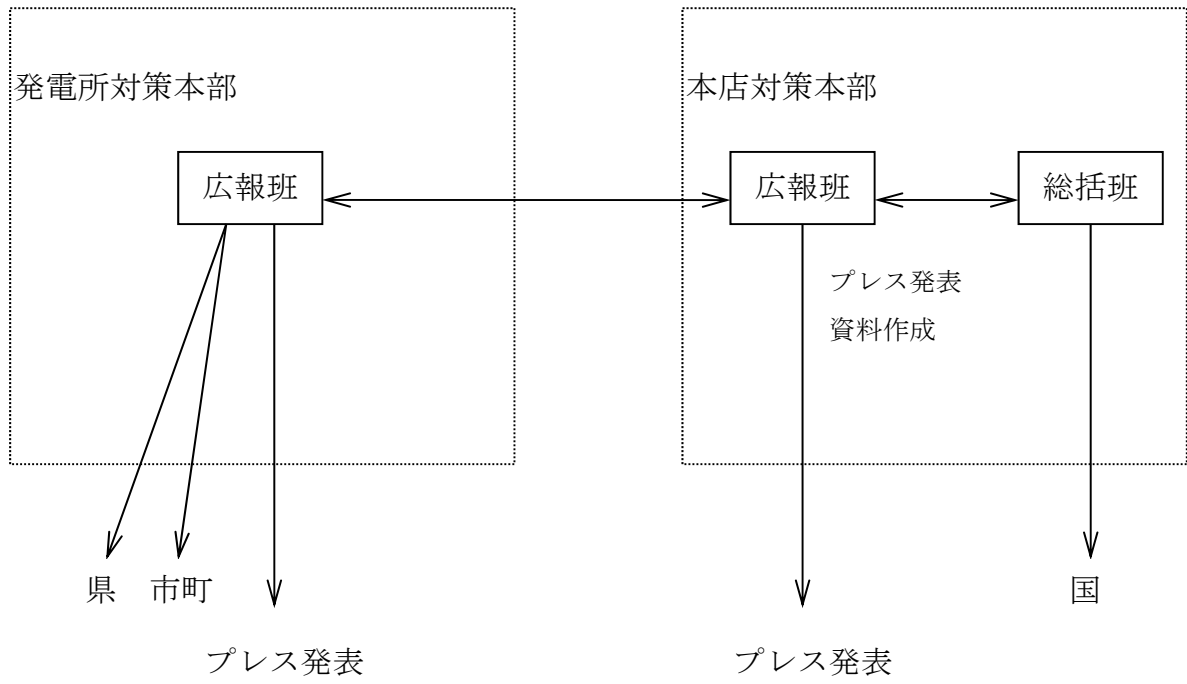 発電所対策本部
本店対策本部
広報班
広報班
総括班
プレス発表
資料作成
県
市町
国
プレス発表
プレス発表